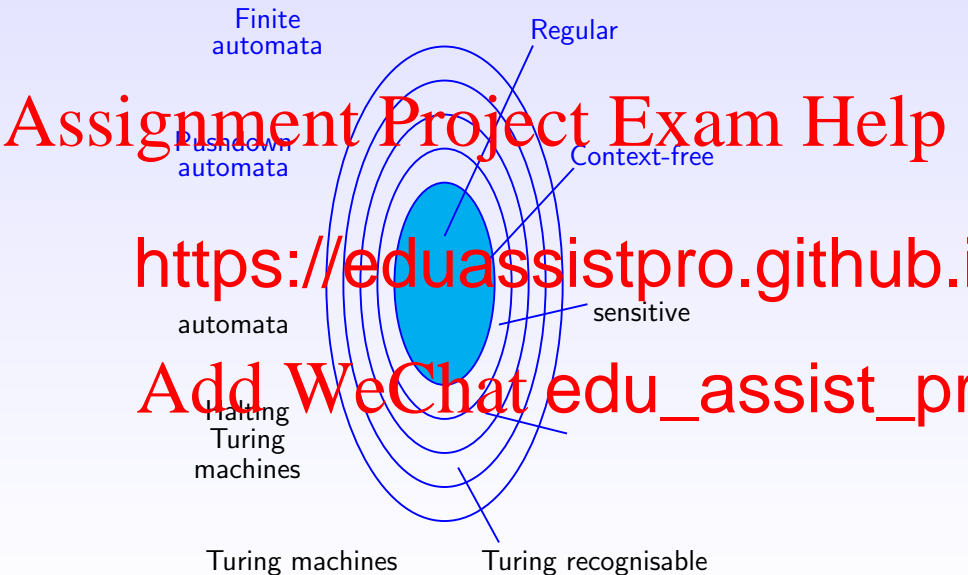 Finite
automata
Regular
Assignment Project Exam Help
Pushdown
automata
Context-free
https://eduassistpro.github.i
automata
sensitive
Add WeChat edu_assist_pr
Halting
Turing
machines
Turing machines
Turing recognisable